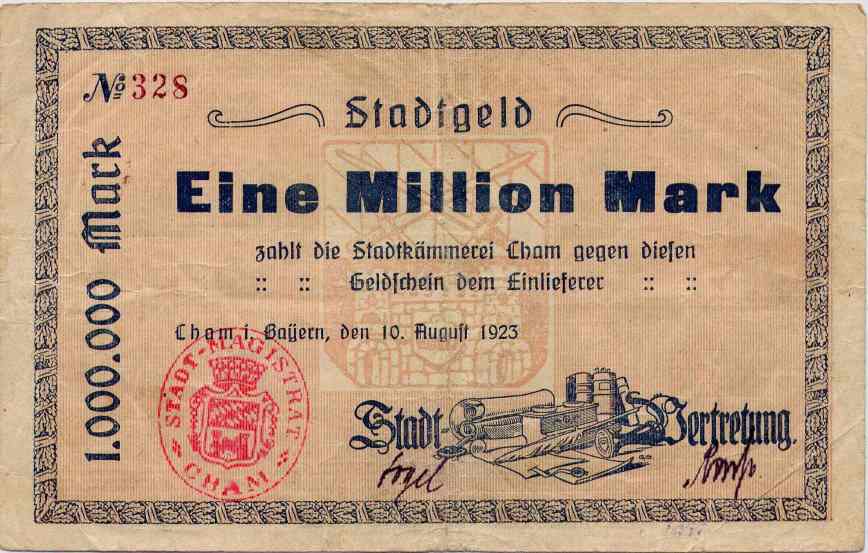 № 328
Stadtgeld
Eine Million Mark
zahlt die Stadtkämmerei Cham gegen diesen
:: :: Geldschein dem Einlieferer :: ::
Cham i. Bayern, den 10. August 1923
1.000.000 Mark
STADT-MAGISTRAT
CHAM
Stadt-Vertretung.
Vogel